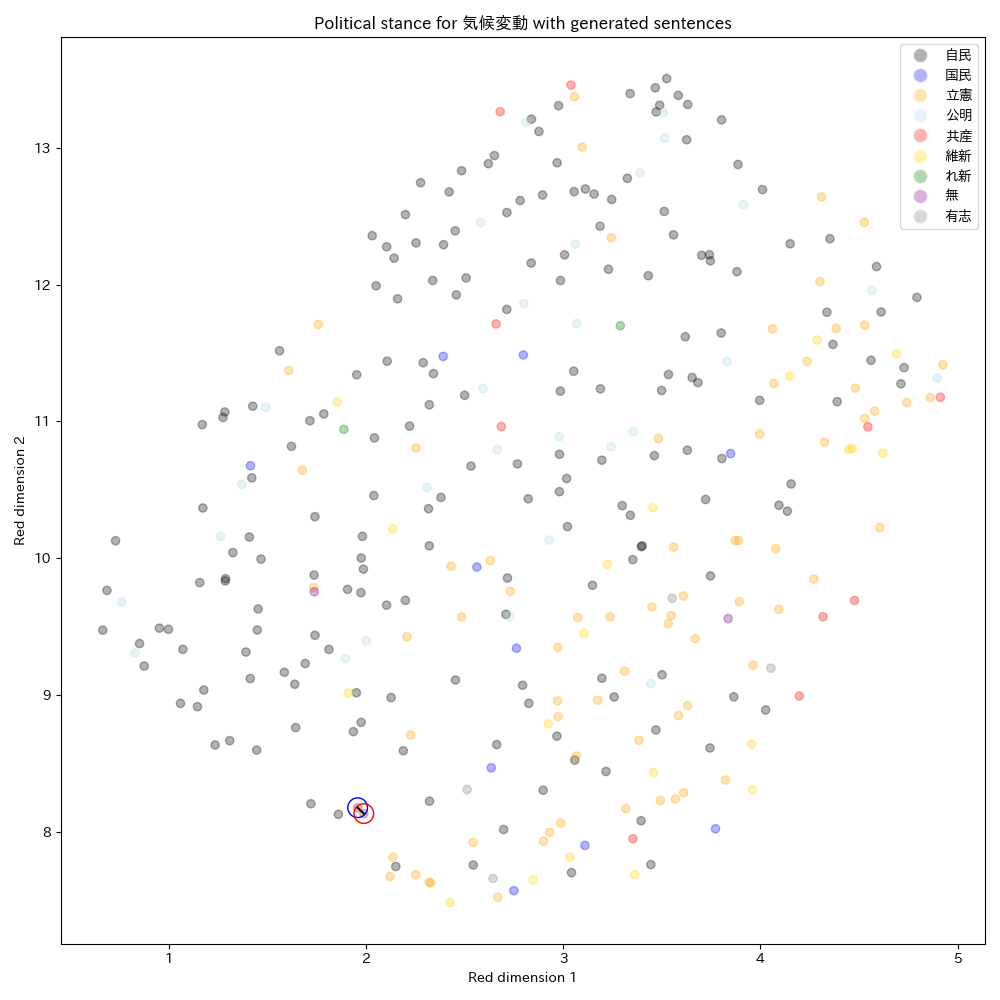 Political stance for 気候変動 with generated sentences
自民
国民
立憲
公明
共産
維新
れ新
無
有志
13
12
11
10
9
8
Red dimension 2
1
2
3
4
5
Red dimension 1